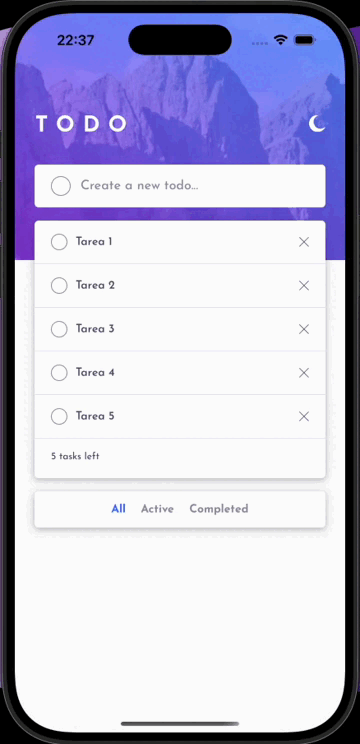 22:37
TODO
Create a new todo...
Tarea 1
Tarea 2
Tarea 3
Tarea 4
Tarea 5
5 tasks left
All Active Completed